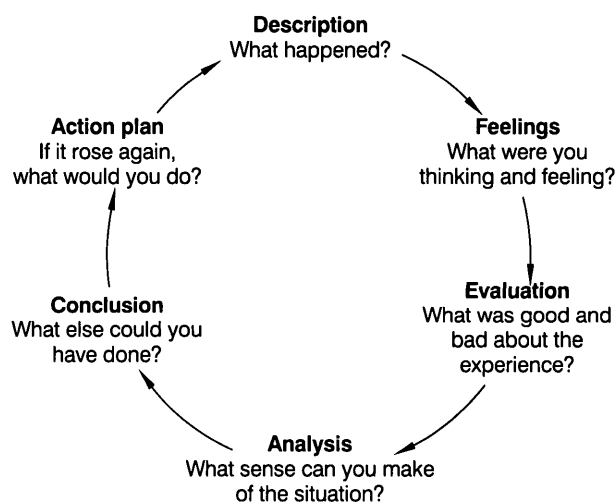 Description
What happened?
Feelings
What were you
thinking and feeling?
Evaluation
What was good and
bad about the
experience?
Analysis
What sense can you make
of the situation?
Conclusion
What else could you
have done?
Action plan
If it rose again,
what would you do?